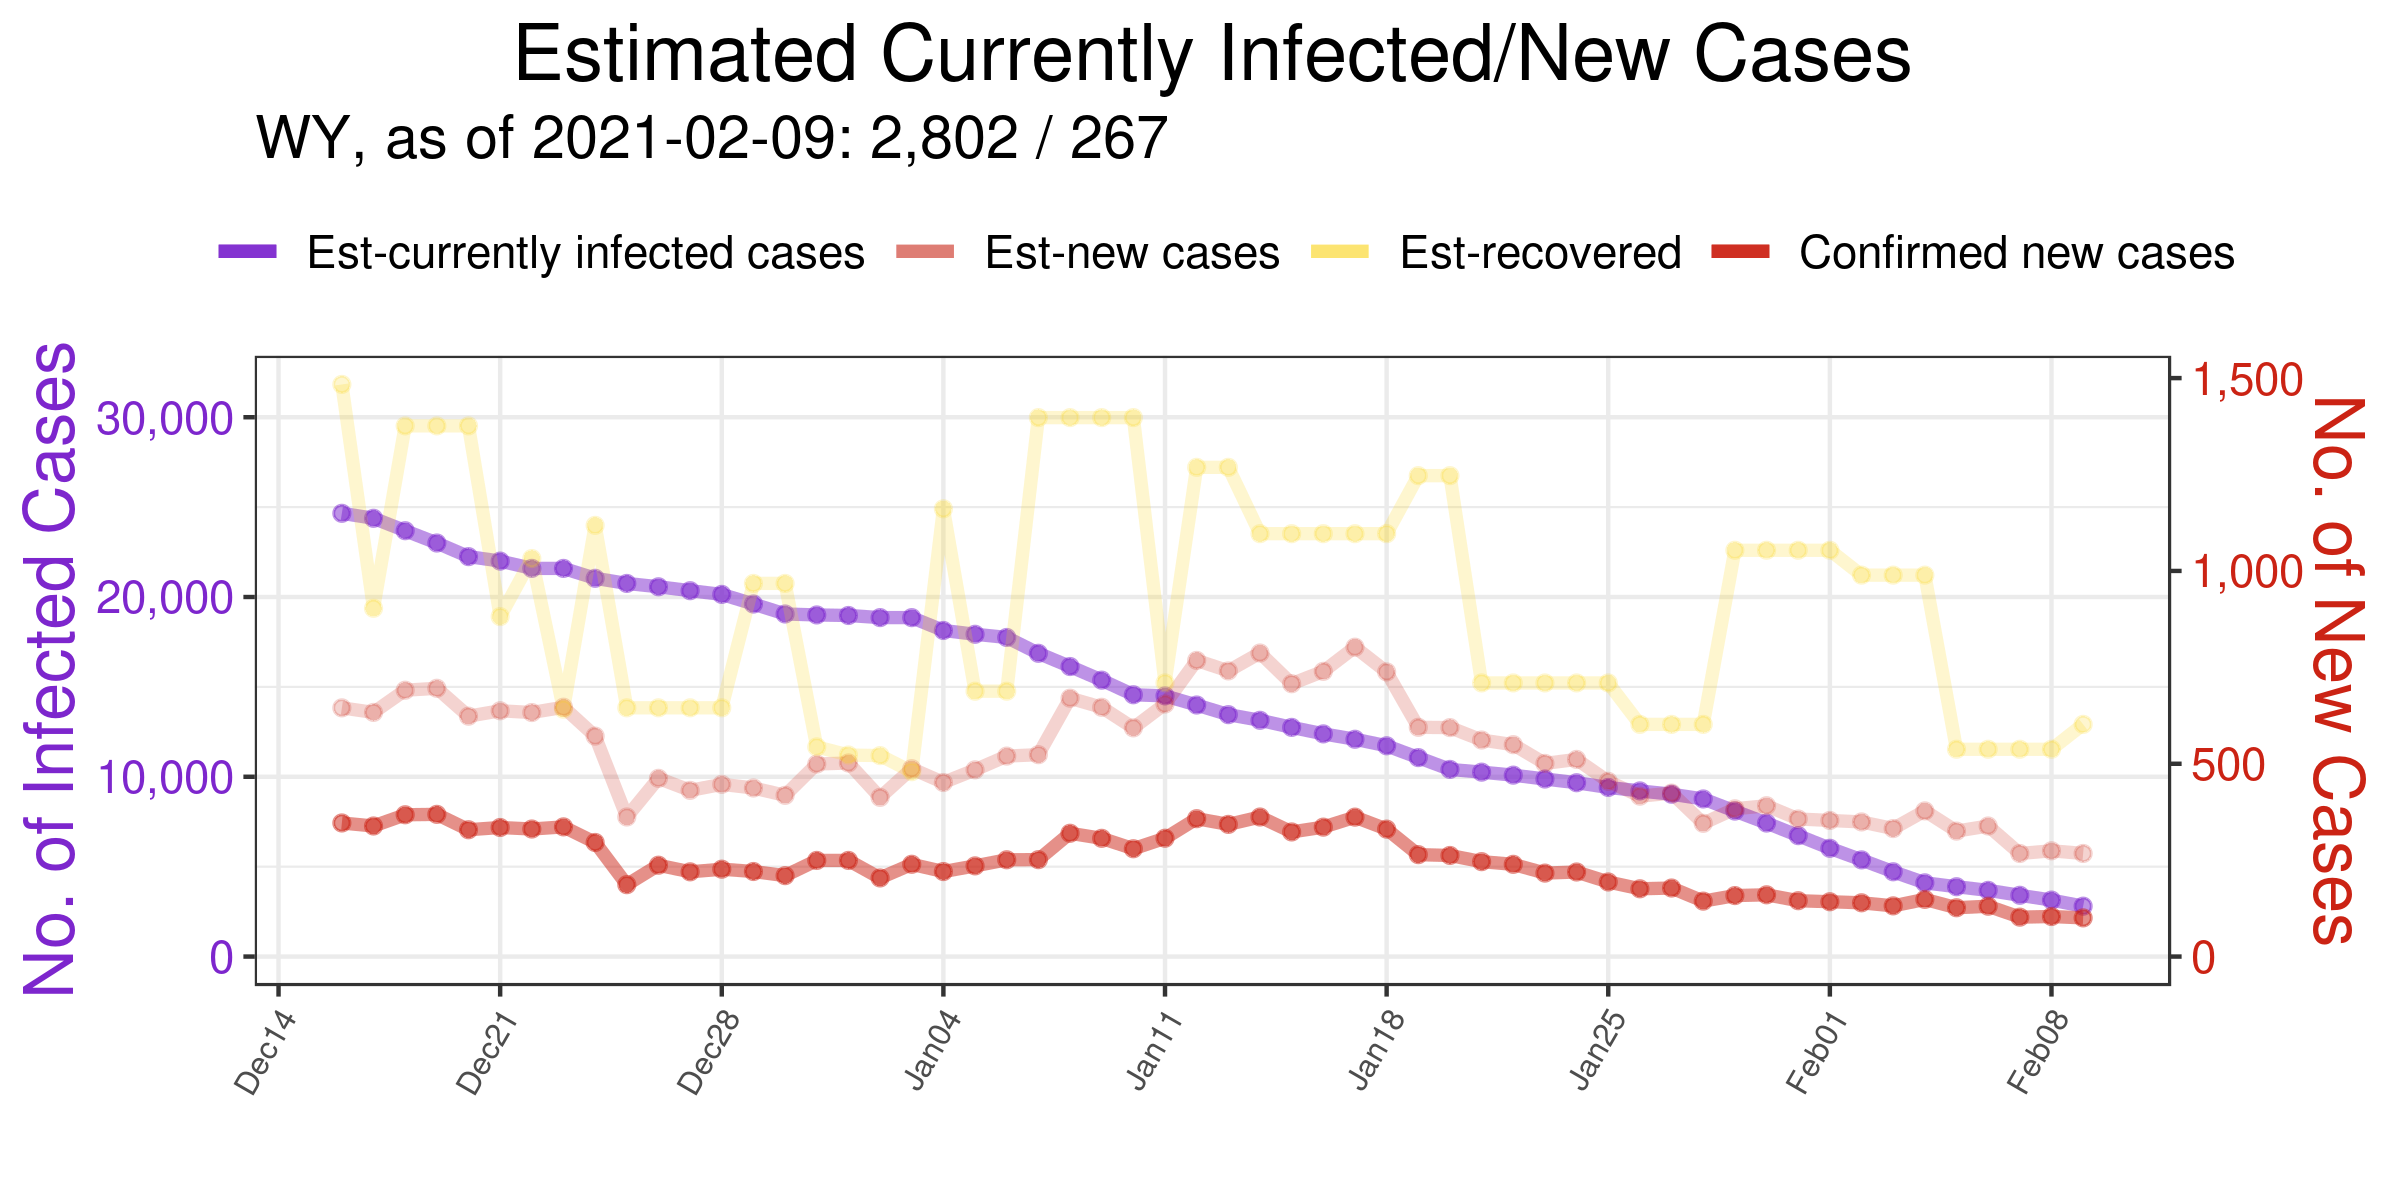 Estimated Currently Infected/New Cases
WY, as of 2021-02-09: 2,802 / 267
Est-currently infected cases Est-new cases Est-recovered Confirmed new cases
No. of Infected Cases
30,000
20,000
10,000
0
1,500
1,000
500
0
No. of New Cases
Dec14 Dec21 Dec28 Jan04 Jan11 Jan18 Jan25 Feb01 Feb08